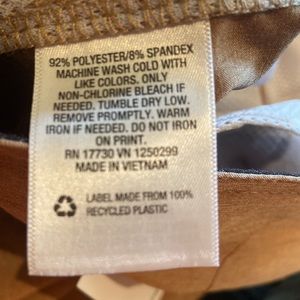 92% POLYESTER/8% SPANDEX
MACHINE WASH COLD WITH
LIKE COLORS. ONLY
NON-CHLORINE BLEACH IF
NEEDED. TUMBLE DRY LOW.
REMOVE PROMPTLY. WARM
IRON IF NEEDED. DO NOT IRON
ON PRINT.
RN 17730 VN 1250299
MADE IN VIETNAM
LABEL MADE FROM 100%
RECYCLED PLASTIC